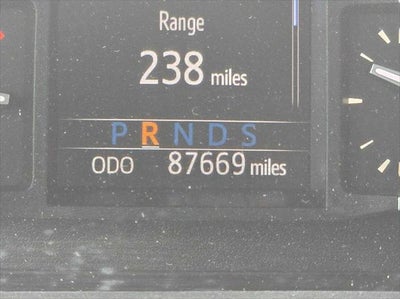 Range
238 miles
P R N D S
ODO 87669 miles